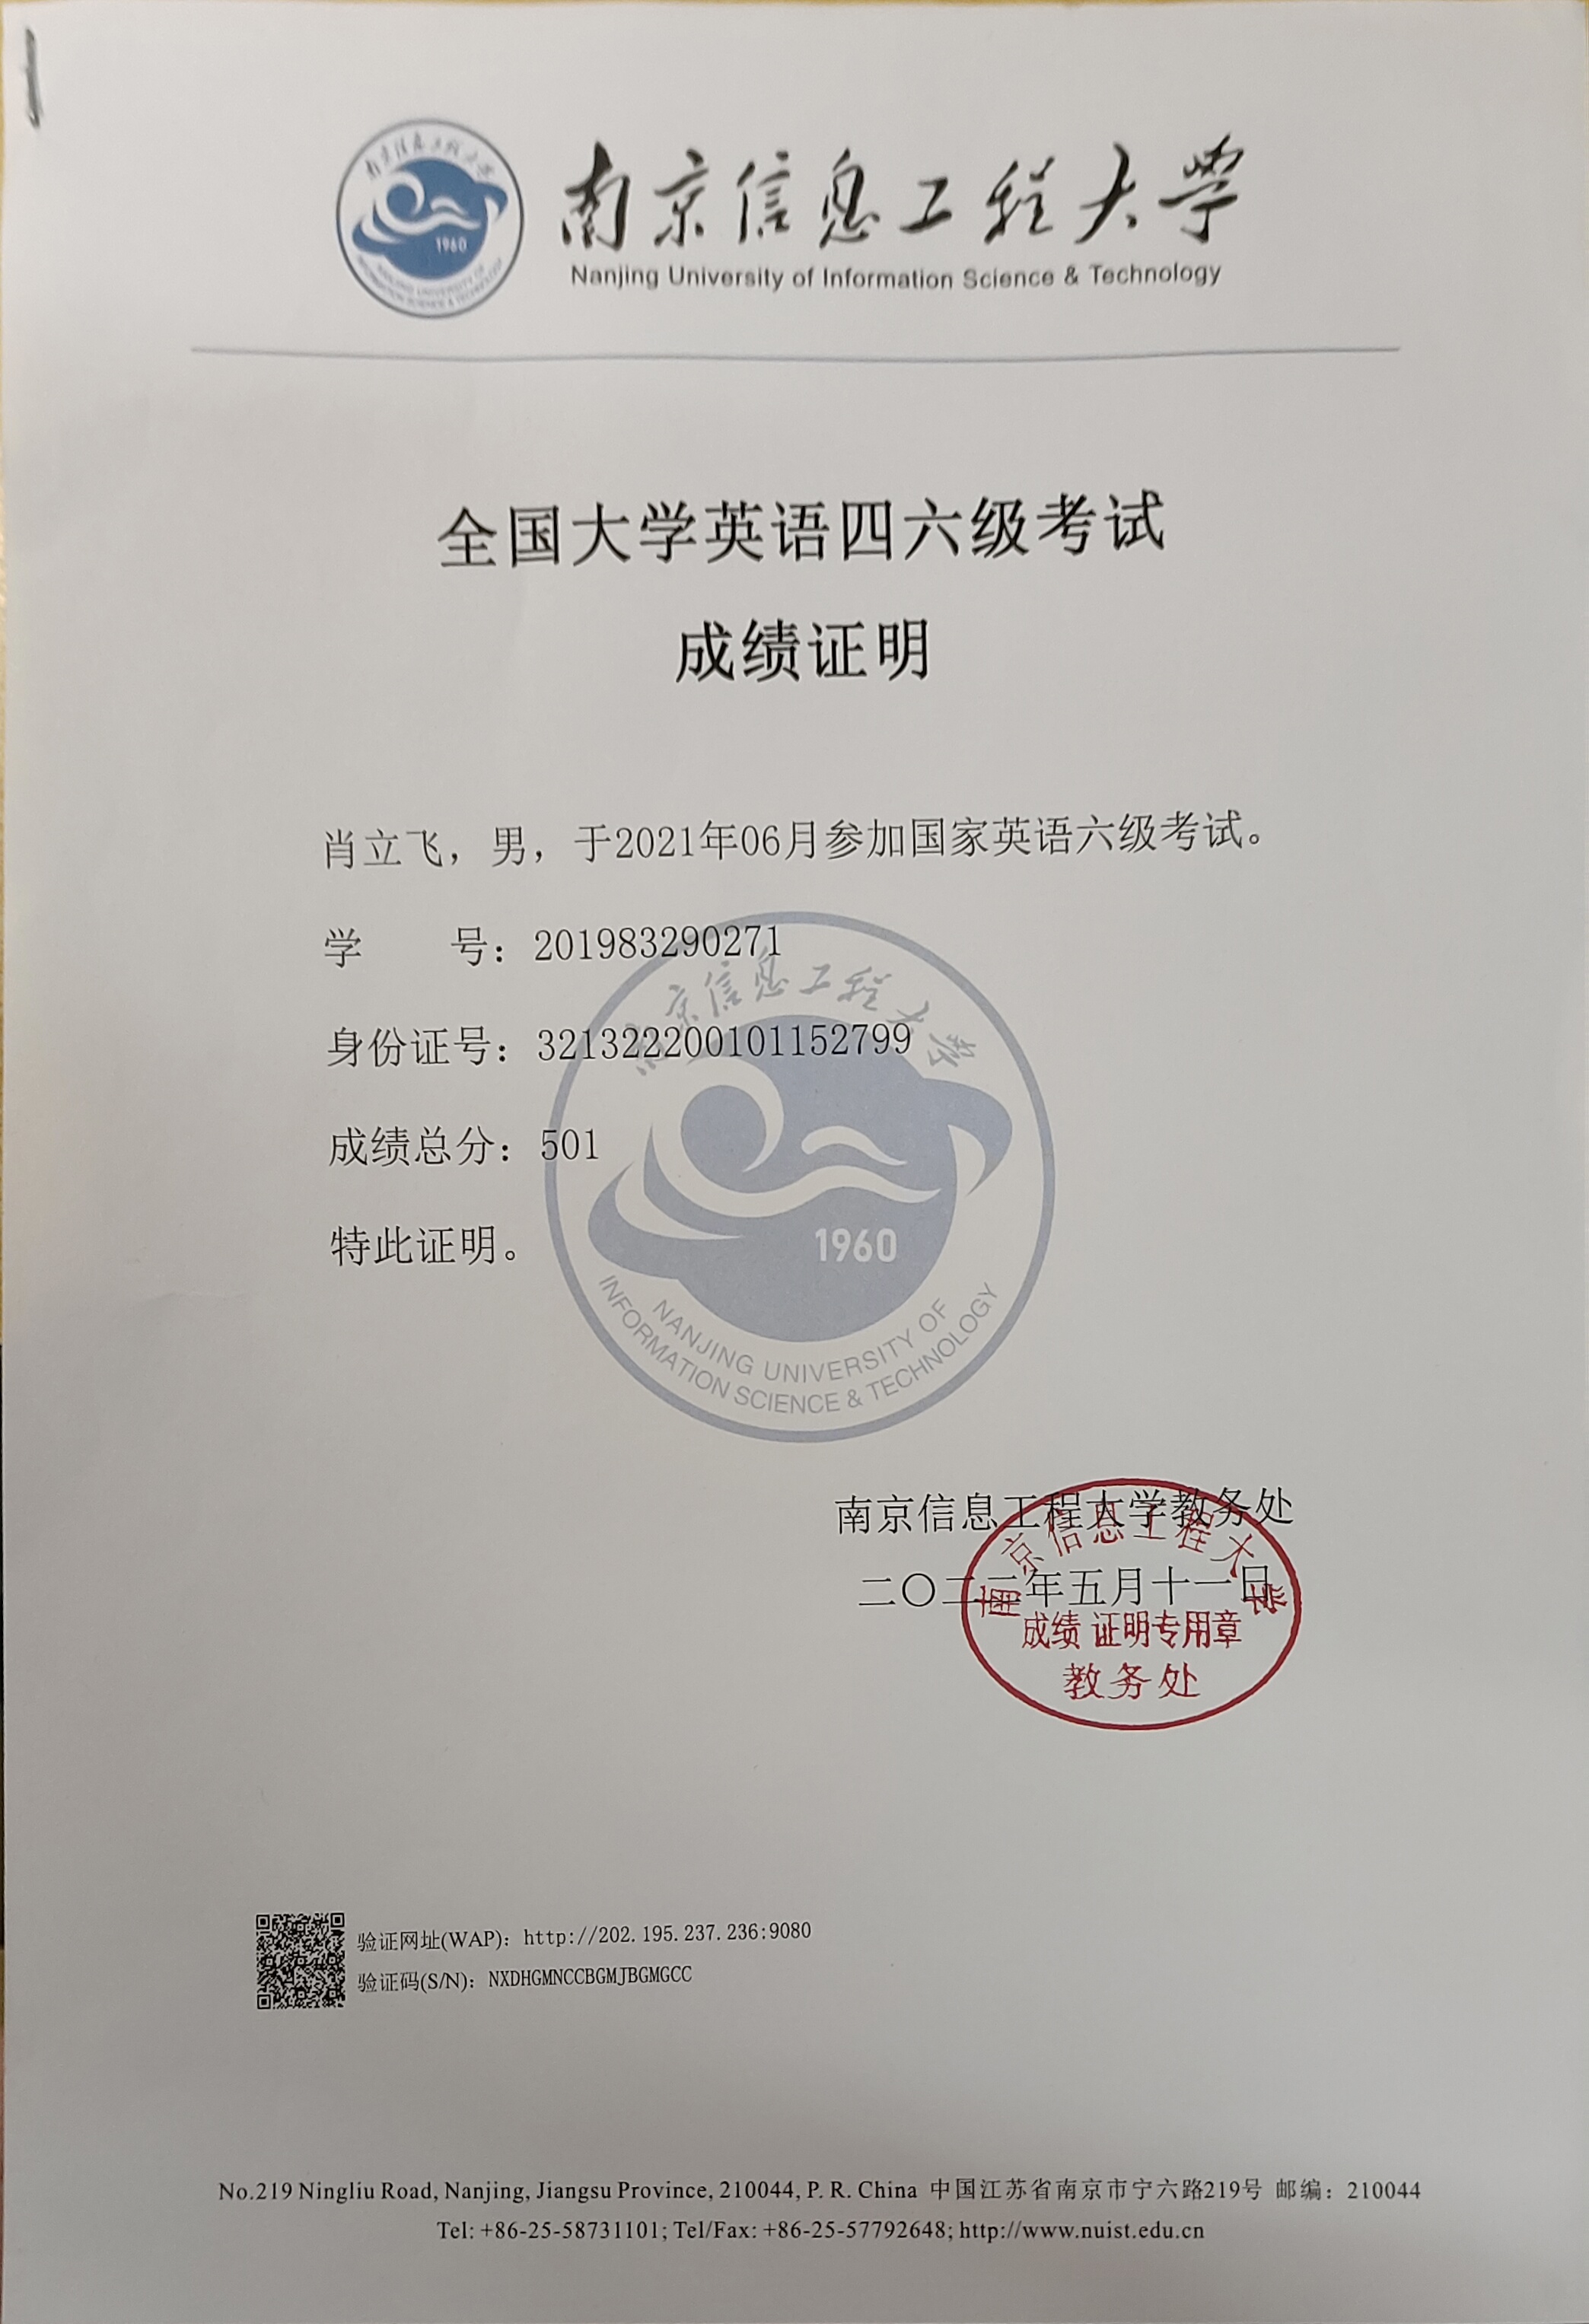 南京信息工程大学
1960
NANJING UNIVERSITY OF
INFORMATION SCIENCE & TECHNOLOGY
南京信息工程大学
Nanjing University of Information Science & Technology
全国大学英语四六级考试
成绩证明
肖立飞，男，于2021年06月参加国家英语六级考试。
学 号：201983290271
身份证号：321322200101152799
成绩总分：501
特此证明。
南京信息工程大学
1960
NANJING UNIVERSITY OF
INFORMATION SCIENCE & TECHNOLOGY
南京信息工程大学教务处
二〇二二年五月十一日
南京信息工程大学
成绩证明专用章
教务处
验证网址(WAP)：http://202.195.237.236:9080
验证码(S/N)：NXDHGMNCCBGMJBGMGCC
No.219 Ningliu Road, Nanjing, Jiangsu Province, 210044, P. R. China 中国江苏省南京市宁六路219号 邮编：210044
Tel: +86-25-58731101; Tel/Fax: +86-25-57792648; http://www.nuist.edu.cn